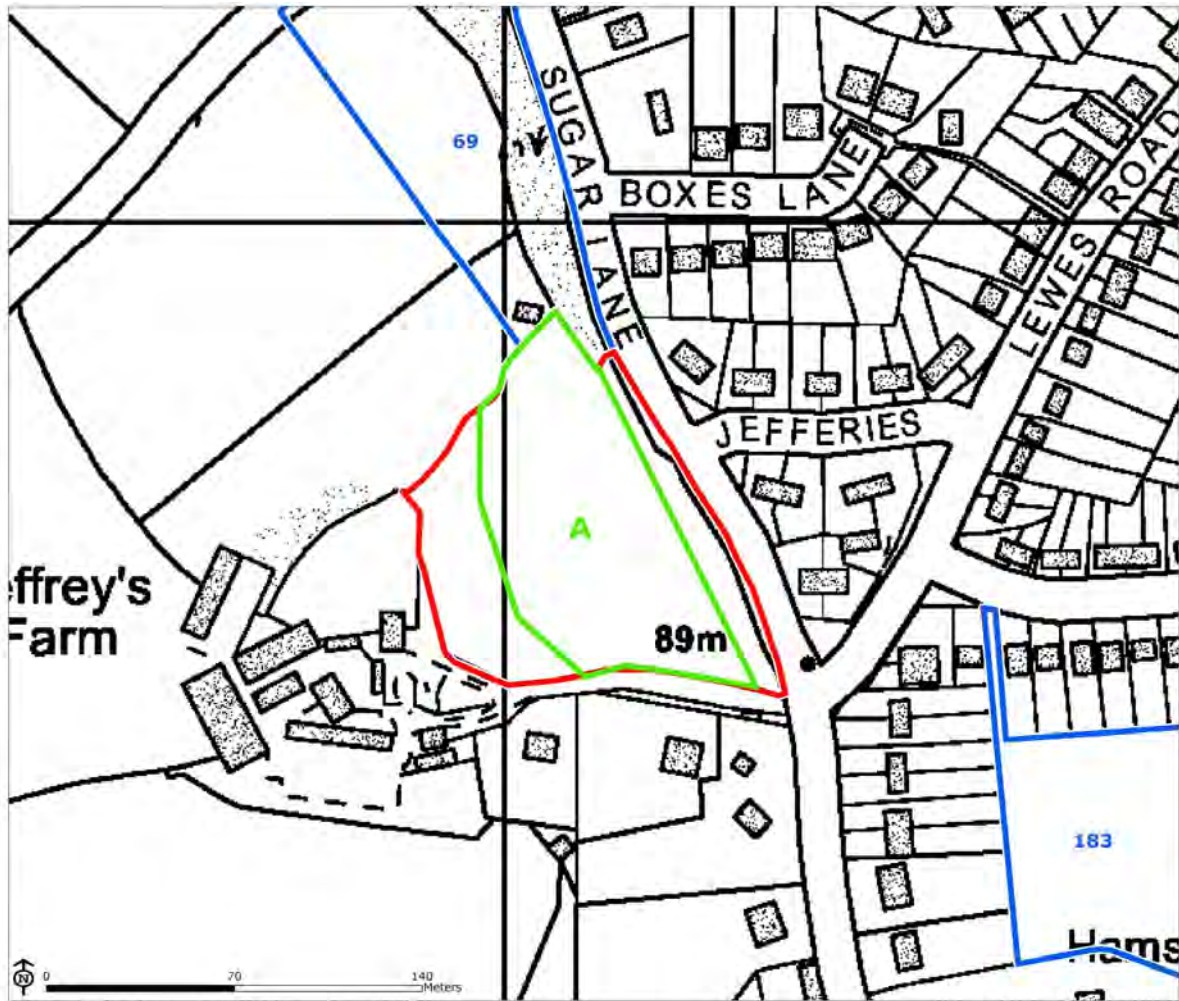 SUGAR LANE
69
BOXES LANE
LEWES ROAD
JEFFERIES
A
effrey's
Farm
89m
183
Hams
N
0 70 140
Meters